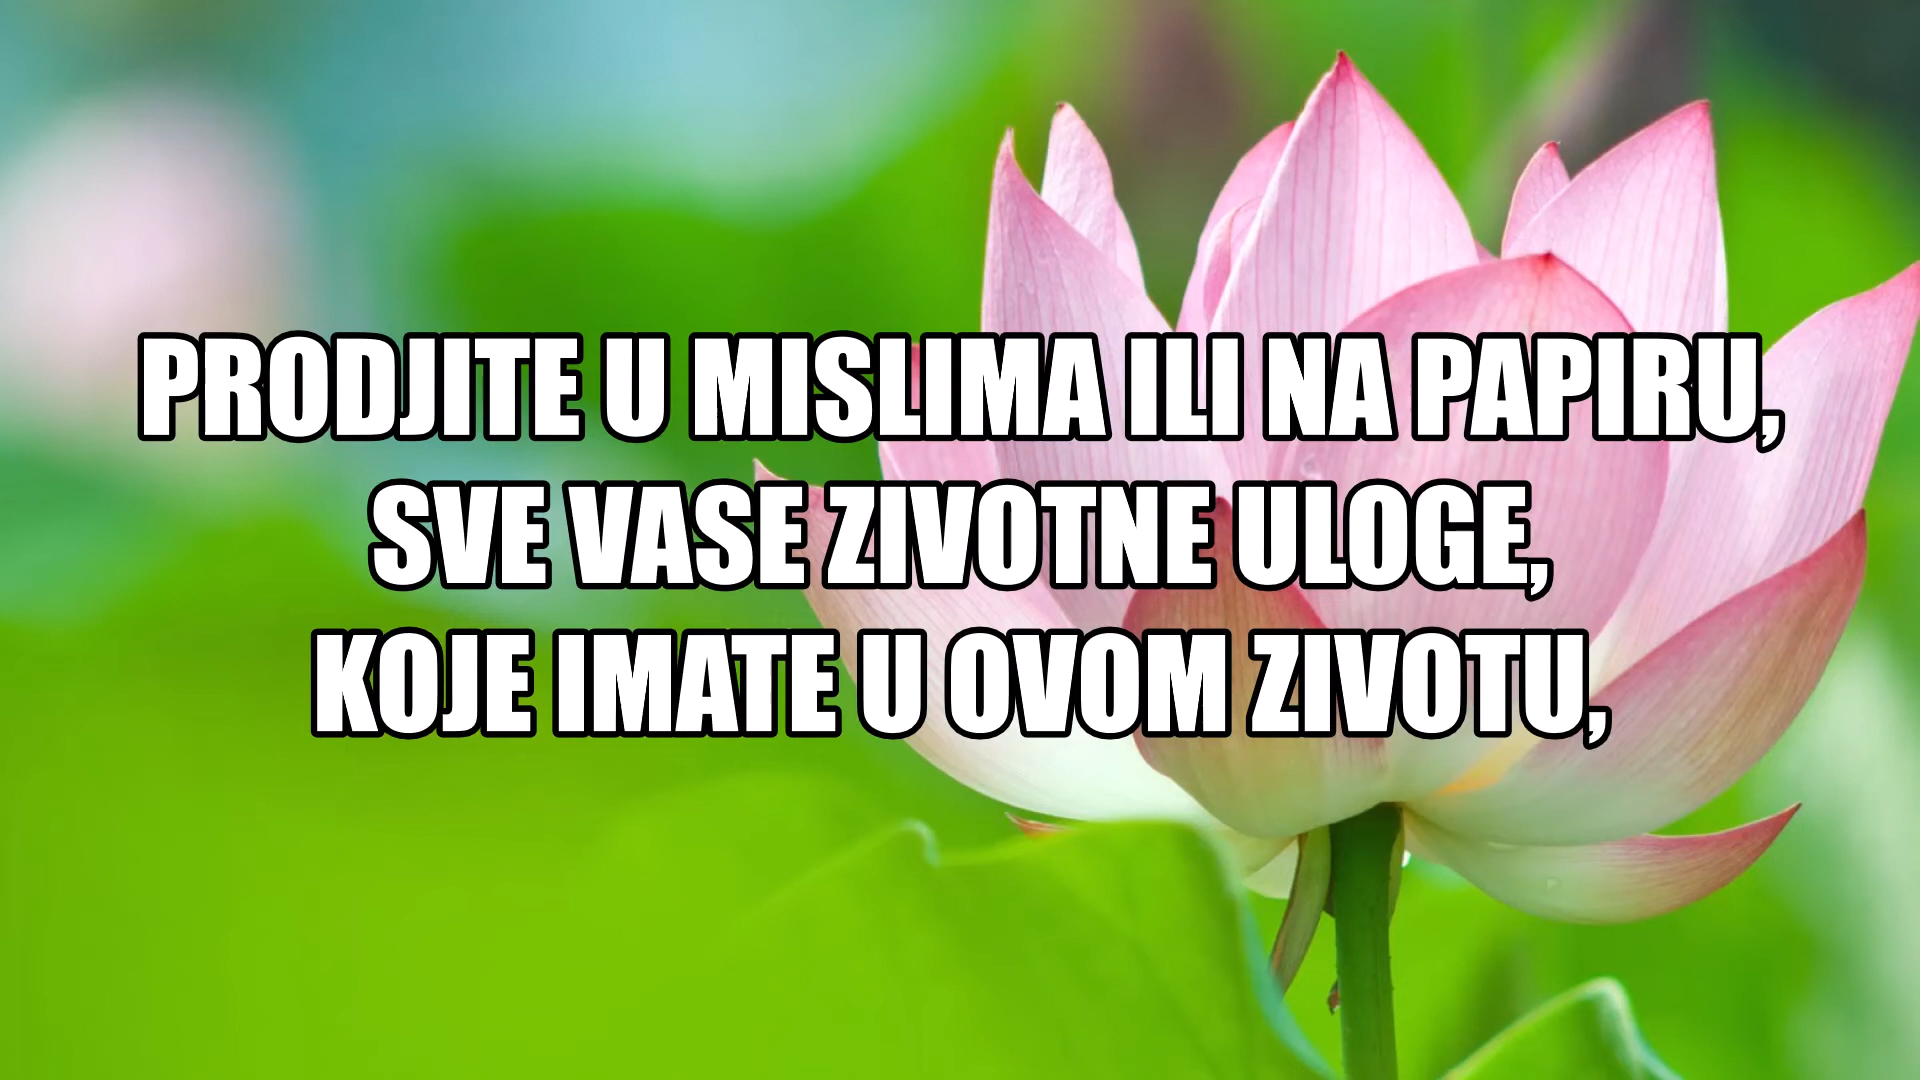 PRODJITE U MISLIMA ILI NA PAPIRU,
SVE VASE ZIVOTNE ULOGE,
KOJE IMATE U OVOM ZIVOTU,